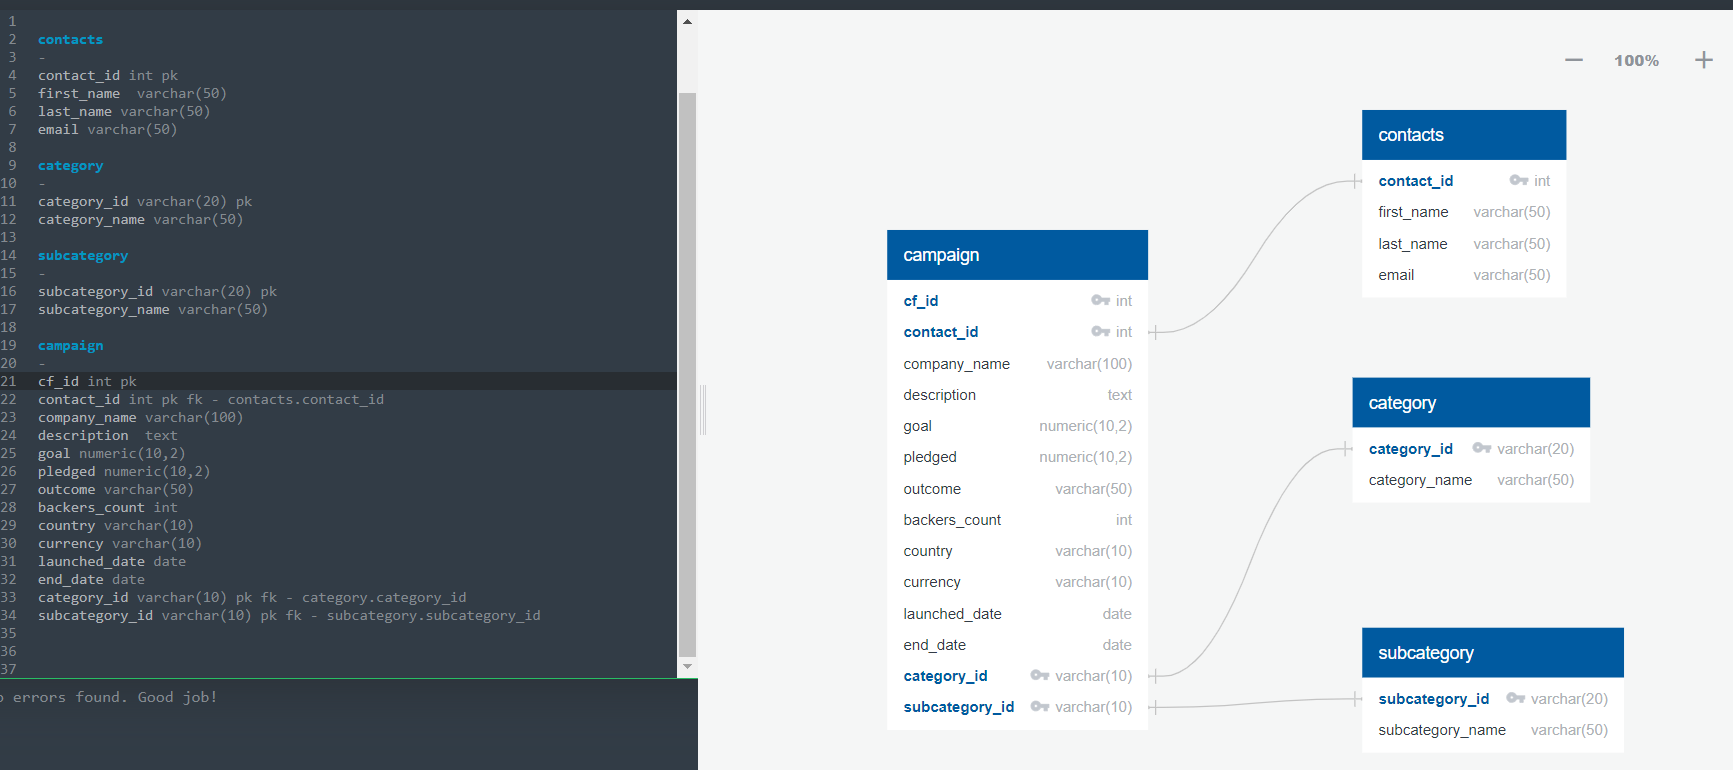 1
2 contacts
3 -
4 contact_id int pk
5 first_name  varchar(50)
6 last_name varchar(50)
7 email varchar(50)
8
9 category
10 -
11 category_id varchar(20) pk
12 category_name varchar(50)
13
14 subcategory
15 -
16 subcategory_id varchar(20) pk
17 subcategory_name varchar(50)
18
19 campaign
20 -
21 cf_id int pk
22 contact_id int pk fk - contacts.contact_id
23 company_name varchar(100)
24 description  text
25 goal numeric(10,2)
26 pledged numeric(10,2)
27 outcome varchar(50)
28 backers_count int
29 country varchar(10)
30 currency varchar(10)
31 launched_date date
32 end_date date
33 category_id varchar(10) pk fk - category.category_id
34 subcategory_id varchar(10) pk fk - subcategory.subcategory_id
35
36
37
o errors found. Good job!
100%
campaign
cf_id int
contact_id int
company_name varchar(100)
description text
goal numeric(10,2)
pledged numeric(10,2)
outcome varchar(50)
backers_count int
country varchar(10)
currency varchar(10)
launched_date date
end_date date
category_id varchar(10)
subcategory_id varchar(10)
contacts
contact_id int
first_name varchar(50)
last_name varchar(50)
email varchar(50)
category
category_id varchar(20)
category_name varchar(50)
subcategory
subcategory_id varchar(20)
subcategory_name varchar(50)